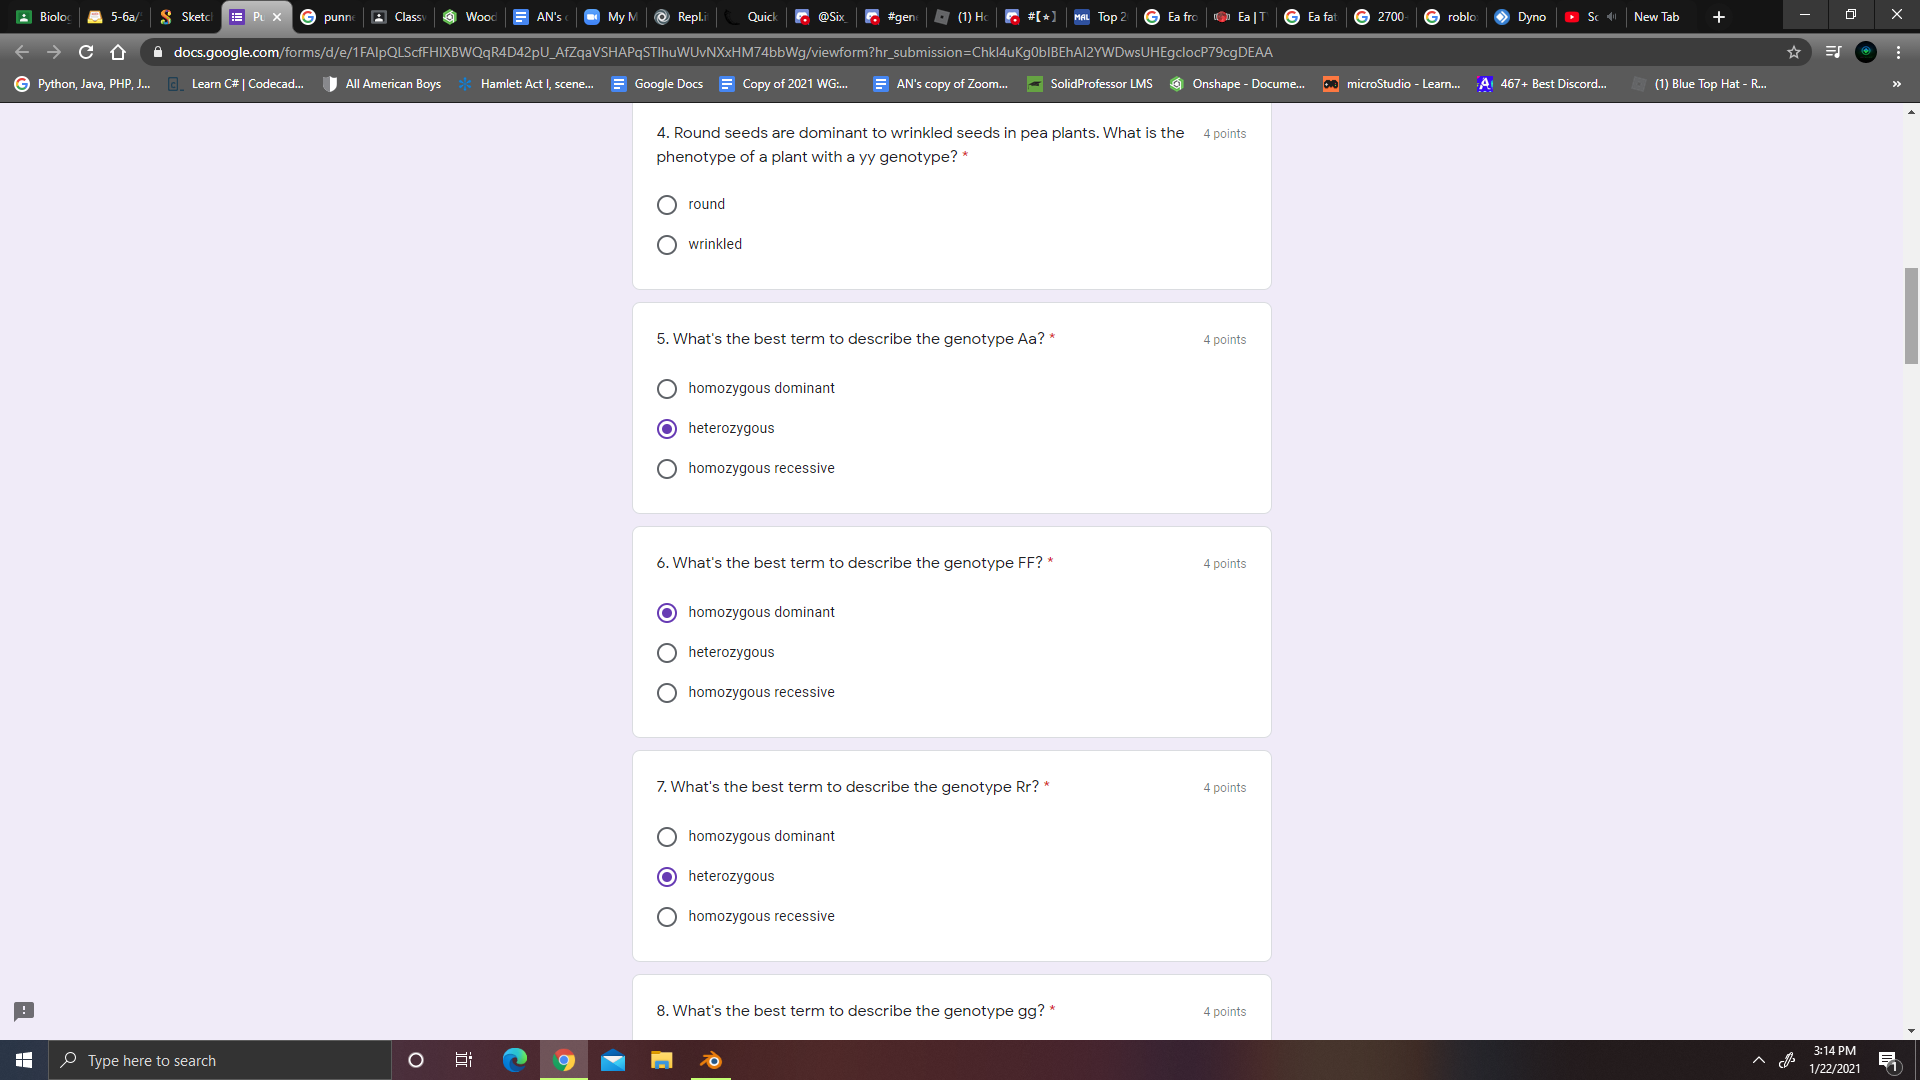 Biolog 5-6a/ Sketch Pu punn Classv Wood AN's My M Repl.i Quick @Six_ #gen (1) Ho #[★] Top 2 Ea fro Ea | T Ea fat 2700- roblo Dyno Sc New Tab
docs.google.com/forms/d/e/1FAIpQLScfFHIXBWQqR4D42pU_AfZqaVSHAPqSTIhuWUvNXxHM74bbWg/viewform?hr_submission=ChkI4uKg0bIBEhAI2YWDwsUHEgcIocP79cgDEAA
Python, Java, PHP, J... Learn C# | Codecad... All American Boys Hamlet: Act I, scene... Google Docs Copy of 2021 WG:... AN's copy of Zoom... SolidProfessor LMS Onshape - Docume... microStudio - Learn... 467+ Best Discord... (1) Blue Top Hat - R... »
4. Round seeds are dominant to wrinkled seeds in pea plants. What is the 4 points
phenotype of a plant with a yy genotype? *
round
wrinkled
5. What's the best term to describe the genotype Aa? * 4 points
homozygous dominant
heterozygous
homozygous recessive
6. What's the best term to describe the genotype FF? * 4 points
homozygous dominant
heterozygous
homozygous recessive
7. What's the best term to describe the genotype Rr? * 4 points
homozygous dominant
heterozygous
homozygous recessive
8. What's the best term to describe the genotype gg? * 4 points
Type here to search
3:14 PM
1/22/2021
1